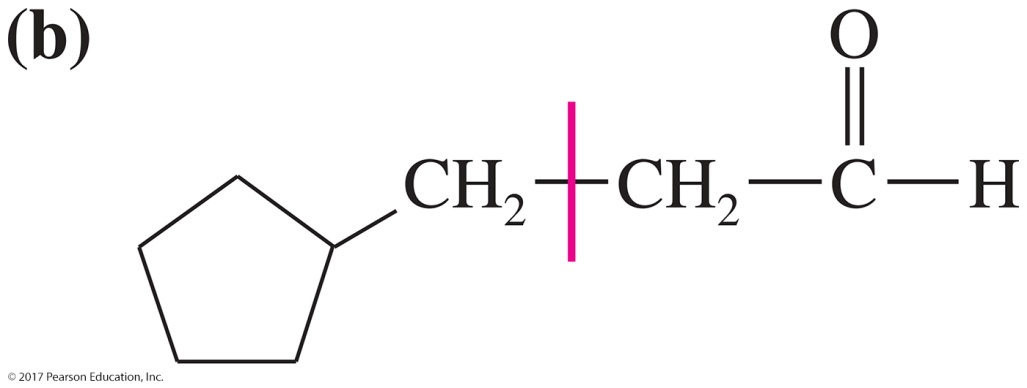 (b)
O
CH₂ CH₂ C H
© 2017 Pearson Education, Inc.